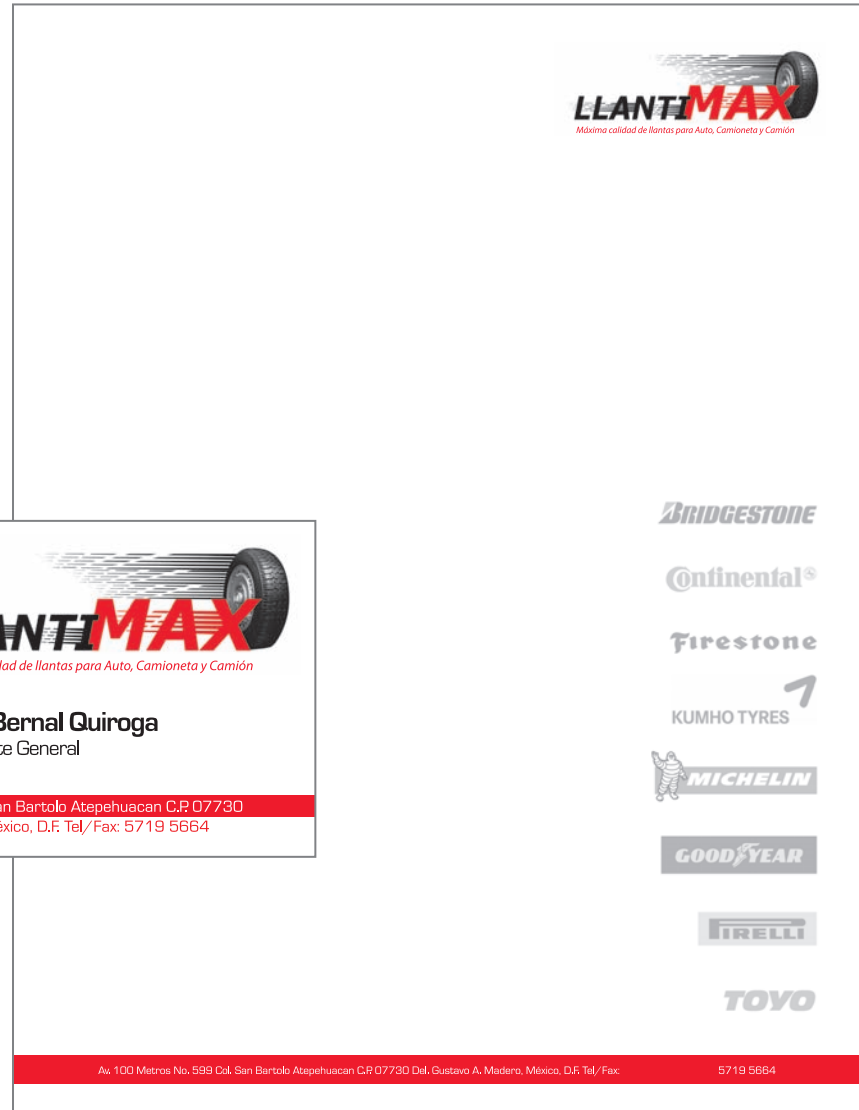 LLANTIMAX
Máxima calidad de llantas para Auto, Camioneta y Camión
BRIDGESTONE
Continental
Firestone
KUMHO TYRES
MICHELIN
GOODYEAR
PIRELLI
TOYO
ANTIMAX
dad de llantas para Auto, Camioneta y Camión
Bernal Quiroga
te General
an Bartolo Atepehuacan C.P. 07730
éxico, D.F. Tel/Fax: 5719 5664
Av. 100 Metros No. 599 Col. San Bartolo Atepehuacan C.P. 07730 Del. Gustavo A. Madero, México, D.F. Tel/Fax: 5719 5664